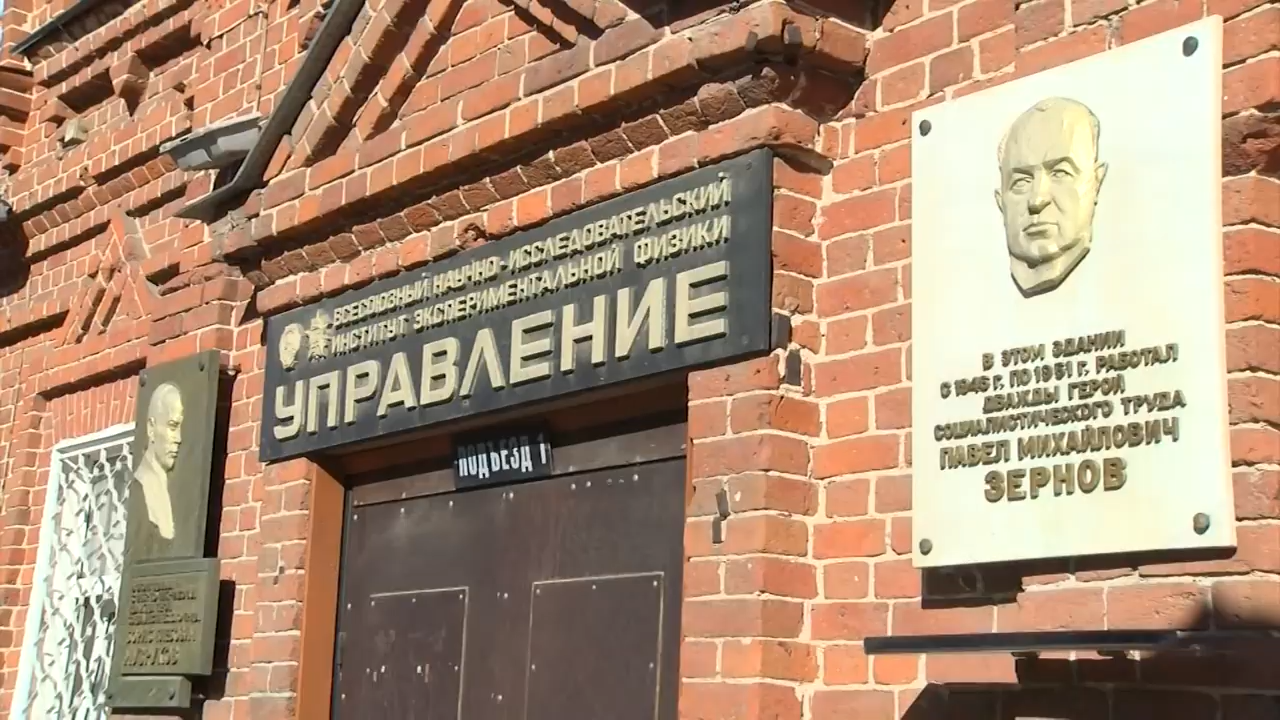 ВСЕСОЮЗНЫЙ НАУЧНО-ИССЛЕДОВАТЕЛЬСКИЙ
ИНСТИТУТ ЭКСПЕРИМЕНТАЛЬНОЙ ФИЗИКИ
УПРАВЛЕНИЕ
ПОДЪЕЗД 1
В ЭТОМ ЗДАНИИ
С 1946 Г. ПО 1951 Г. РАБОТАЛ
ДВАЖДЫ ГЕРОЙ
СОЦИАЛИСТИЧЕСКОГО ТРУДА
ПАВЕЛ МИХАЙЛОВИЧ
ЗЕРНОВ